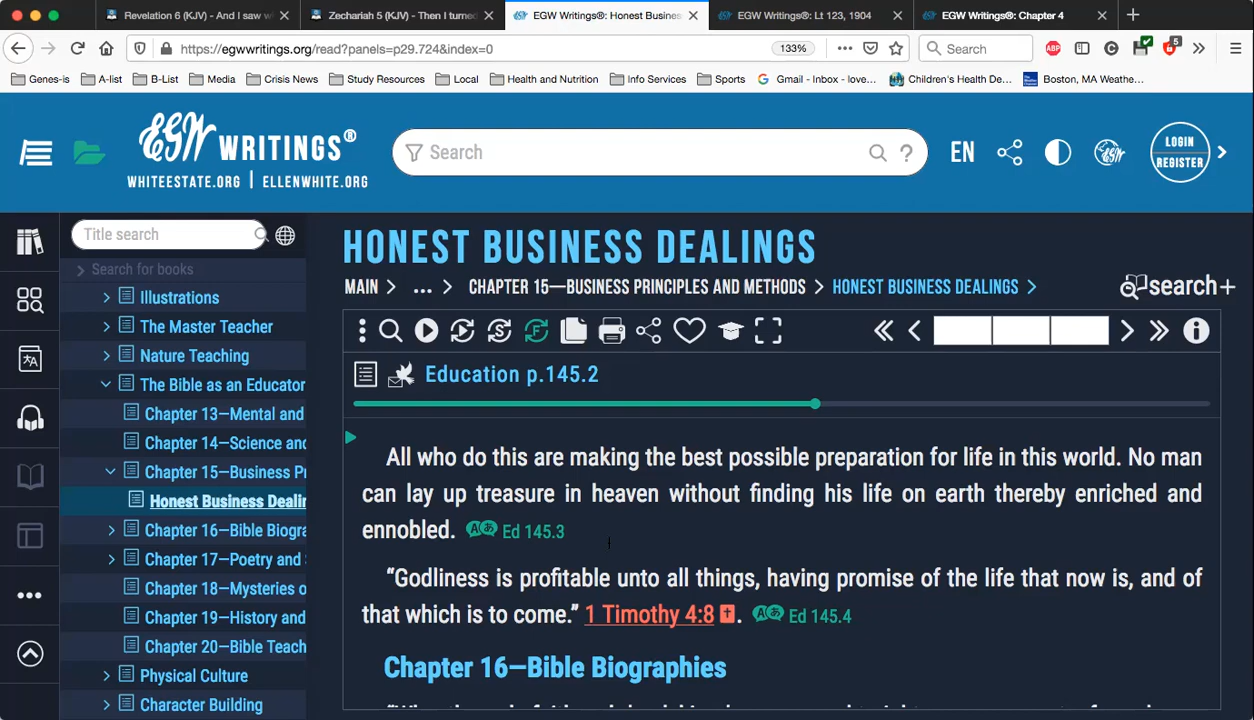 Revelation 6 (KJV) - And I saw w
Zechariah 5 (KJV) - Then I turned
EGW Writings®: Honest Busines
EGW Writings®: Lt 123, 1904
EGW Writings®: Chapter 4
https://egwwritings.org/read?panels=p29.724&index=0
133%
Search
ABP
5
Genes-is
A-list
B-List
Media
Crisis News
Study Resources
Local
Health and Nutrition
Info Services
Sports
Gmail - Inbox - love...
Children's Health De...
Boston, MA Weathe...
EGW WRITINGS®
WHITEESTATE.ORG | ELLENWHITE.ORG
Search
EN
LOGIN
REGISTER
Title search
Search for books
Illustrations
The Master Teacher
Nature Teaching
The Bible as an Educator
Chapter 13—Mental and
Chapter 14—Science and
Chapter 15—Business Pr
Honest Business Dealin
Chapter 16—Bible Biogra
Chapter 17—Poetry and
Chapter 18—Mysteries o
Chapter 19—History and
Chapter 20—Bible Teach
Physical Culture
Character Building
HONEST BUSINESS DEALINGS
MAIN > ... > CHAPTER 15—BUSINESS PRINCIPLES AND METHODS > HONEST BUSINESS DEALINGS >
search+
Education p.145.2
All who do this are making the best possible preparation for life in this world. No man
can lay up treasure in heaven without finding his life on earth thereby enriched and
ennobled. Ed 145.3
“Godliness is profitable unto all things, having promise of the life that now is, and of
that which is to come.” 1 Timothy 4:8. Ed 145.4
Chapter 16—Bible Biographies